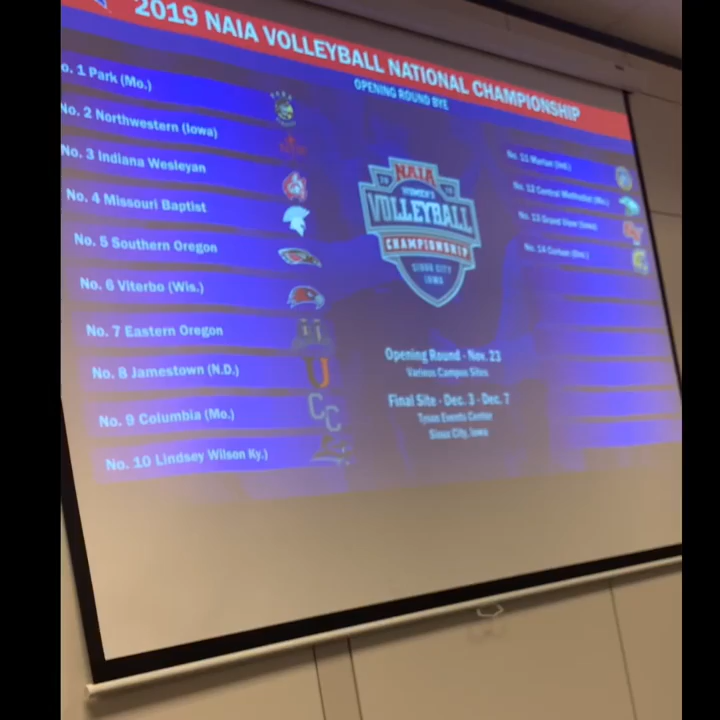 2019 NAIA VOLLEYBALL NATIONAL CHAMPIONSHIP
OPENING ROUND BYE
o. 1 Park (Mo.)
No. 2 Northwestern (Iowa)
No. 3 Indiana Wesleyan
No. 4 Missouri Baptist
No. 5 Southern Oregon
No. 6 Viterbo (Wis.)
No. 7 Eastern Oregon
No. 8 Jamestown (N.D.)
No. 9 Columbia (Mo.)
No. 10 Lindsey Wilson Ky.)
NAIA
WOMEN'S
VOLLEYBALL
CHAMPIONSHIP
SIOUX CITY
IOWA
Opening Round - Nov. 23
Various Campus Sites
Final Site - Dec. 3 - Dec. 7
Tyson Events Center
Sioux City, Iowa
No. 11 Marian (Ind.)
No. 12 Central Methodist (Mo.)
No. 13 Grand View (Iowa)
No. 14 Corban (Ore.)
CC